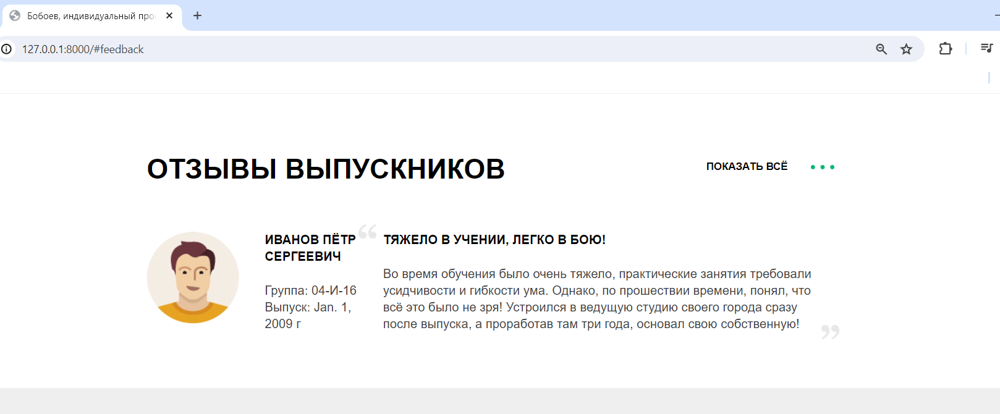 Бобоев, индивидуальный про
127.0.0.1:8000/#feedback
ОТЗЫВЫ ВЫПУСКНИКОВ
ПОКАЗАТЬ ВСЁ
ИВАНОВ ПЁТР
СЕРГЕЕВИЧ
Группа: 04-И-16
Выпуск: Jan. 1,
2009 г
“
ТЯЖЕЛО В УЧЕНИИ, ЛЕГКО В БОЮ!
Во время обучения было очень тяжело, практические занятия требовали
усидчивости и гибкости ума. Однако, по прошествии времени, понял, что
всё это было не зря! Устроился в ведущую студию своего города сразу
после выпуска, а проработав там три года, основал свою собственную!
”